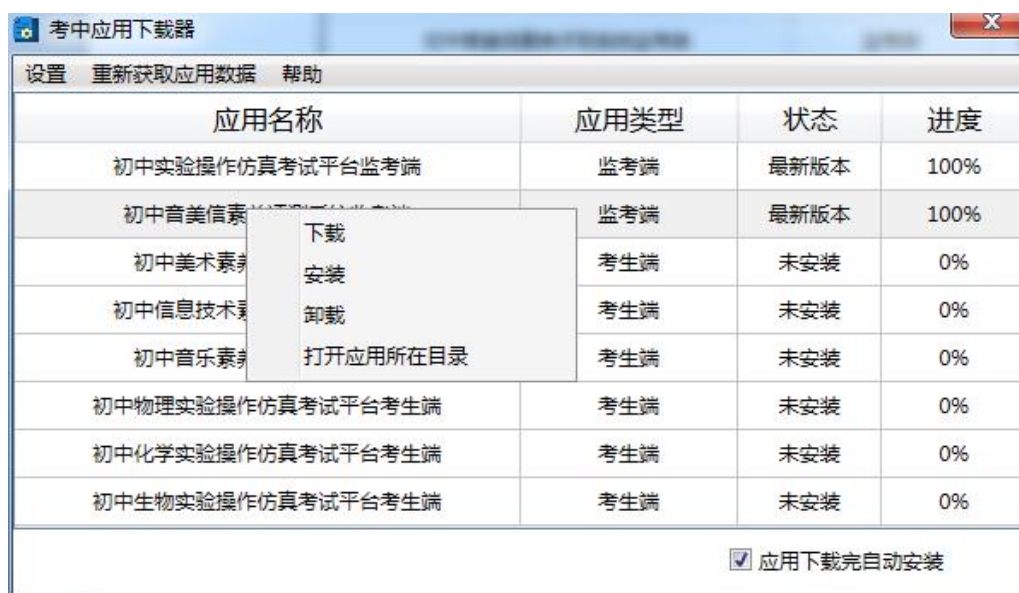 考中应用下载器
设置 重新获取应用数据 帮助
应用名称 应用类型 状态 进度
初中实验操作仿真考试平台监考端 监考端 最新版本 100%
初中音美信素 监考端 最新版本 100%
下载
初中美术素养 考生端 未安装 0%
安装
初中信息技术素 考生端 未安装 0%
卸载
初中音乐素养 考生端 未安装 0%
打开应用所在目录
初中物理实验操作仿真考试平台考生端 考生端 未安装 0%
初中化学实验操作仿真考试平台考生端 考生端 未安装 0%
初中生物实验操作仿真考试平台考生端 考生端 未安装 0%
应用下载完自动安装